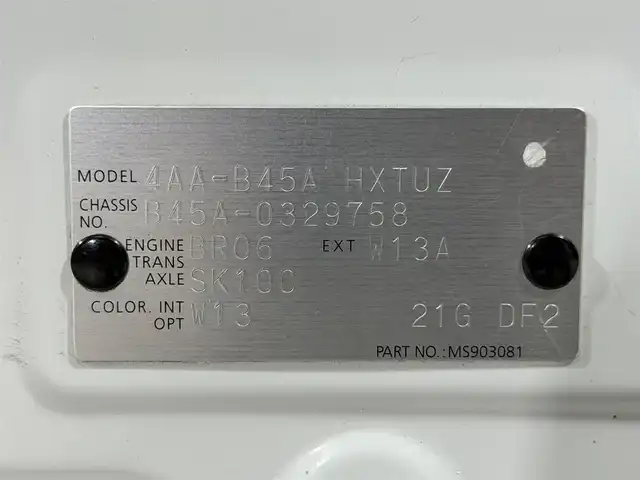 MODEL 4AA-B45A HXTUZ
CHASSIS NO. B45A-0329758
ENGINE BR06 EXT W13A
TRANS AXLE SK100
COLOR. INT W13
OPT 21G DF2
PART NO.:MS903081